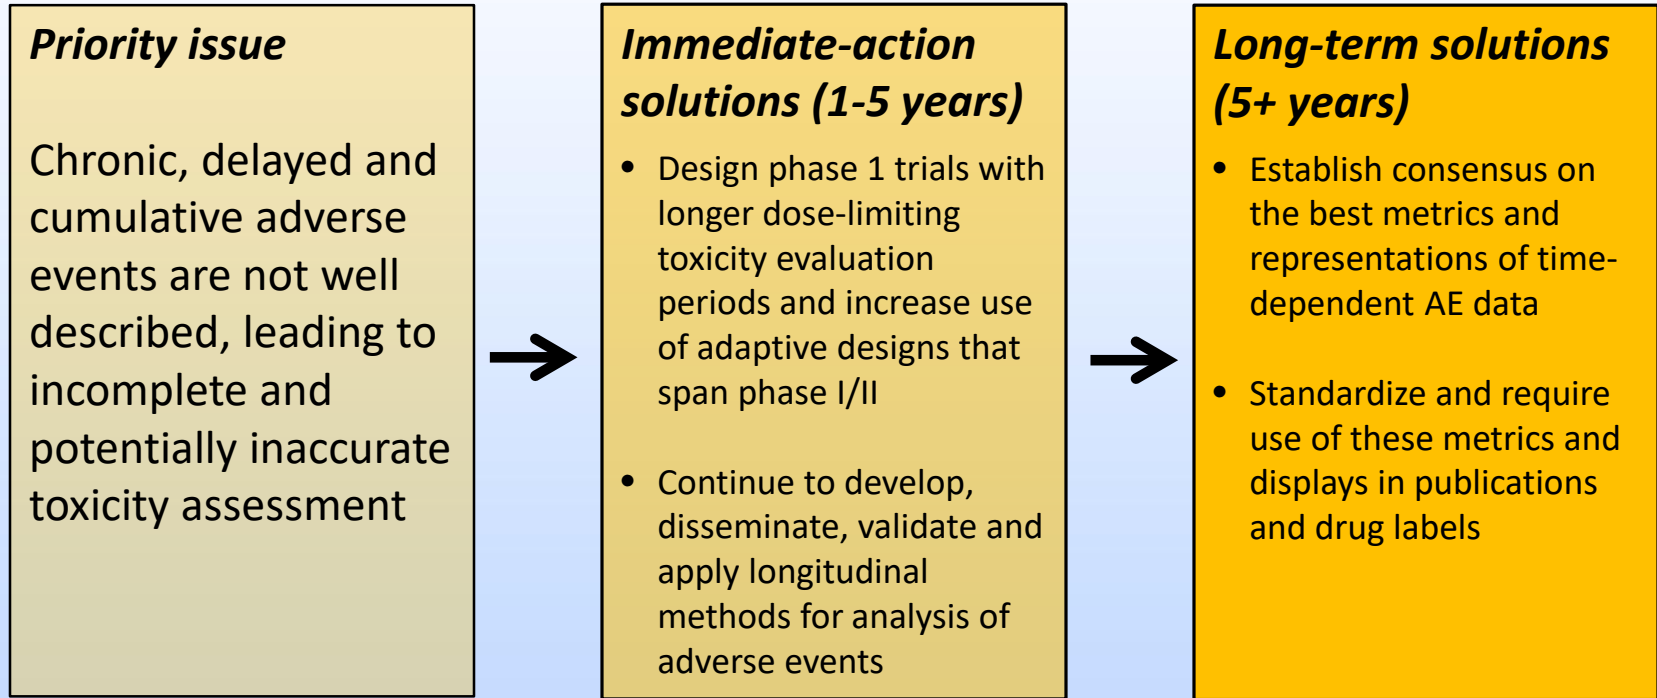 Priority issue
Chronic, delayed and
cumulative adverse
events are not well
described, leading to
incomplete and
potentially inaccurate
toxicity assessment
Immediate-action
solutions (1-5 years)
• Design phase 1 trials with
longer dose-limiting
toxicity evaluation
periods and increase use
of adaptive designs that
span phase I/II
• Continue to develop,
disseminate, validate and
apply longitudinal
methods for analysis of
adverse events
Long-term solutions
(5+ years)
• Establish consensus on
the best metrics and
representations of time-
dependent AE data
• Standardize and require
use of these metrics and
displays in publications
and drug labels